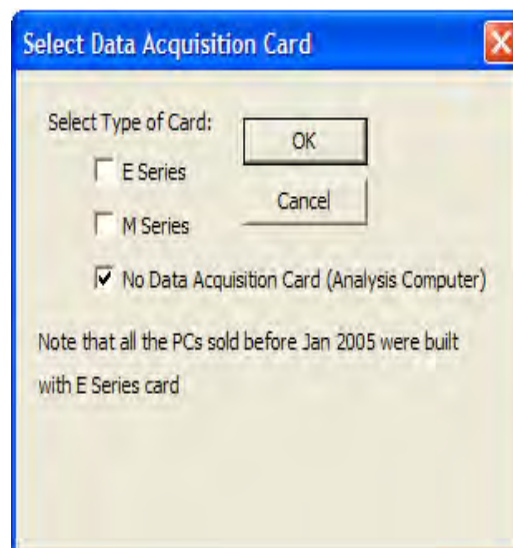 Select Data Acquisition Card
Select Type of Card:
OK
E Series
Cancel
M Series
No Data Acquisition Card (Analysis Computer)
Note that all the PCs sold before Jan 2005 were built
with E Series card